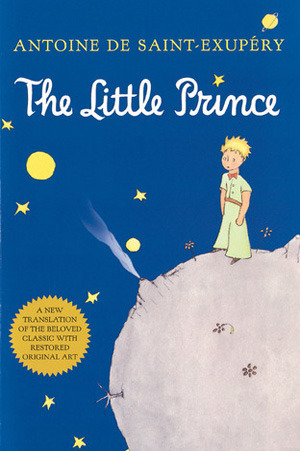 ANTOINE DE SAINT-EXUPÉRY
The Little Prince
A NEW
TRANSLATION
OF THE BELOVED
CLASSIC WITH
RESTORED
ORIGINAL ART